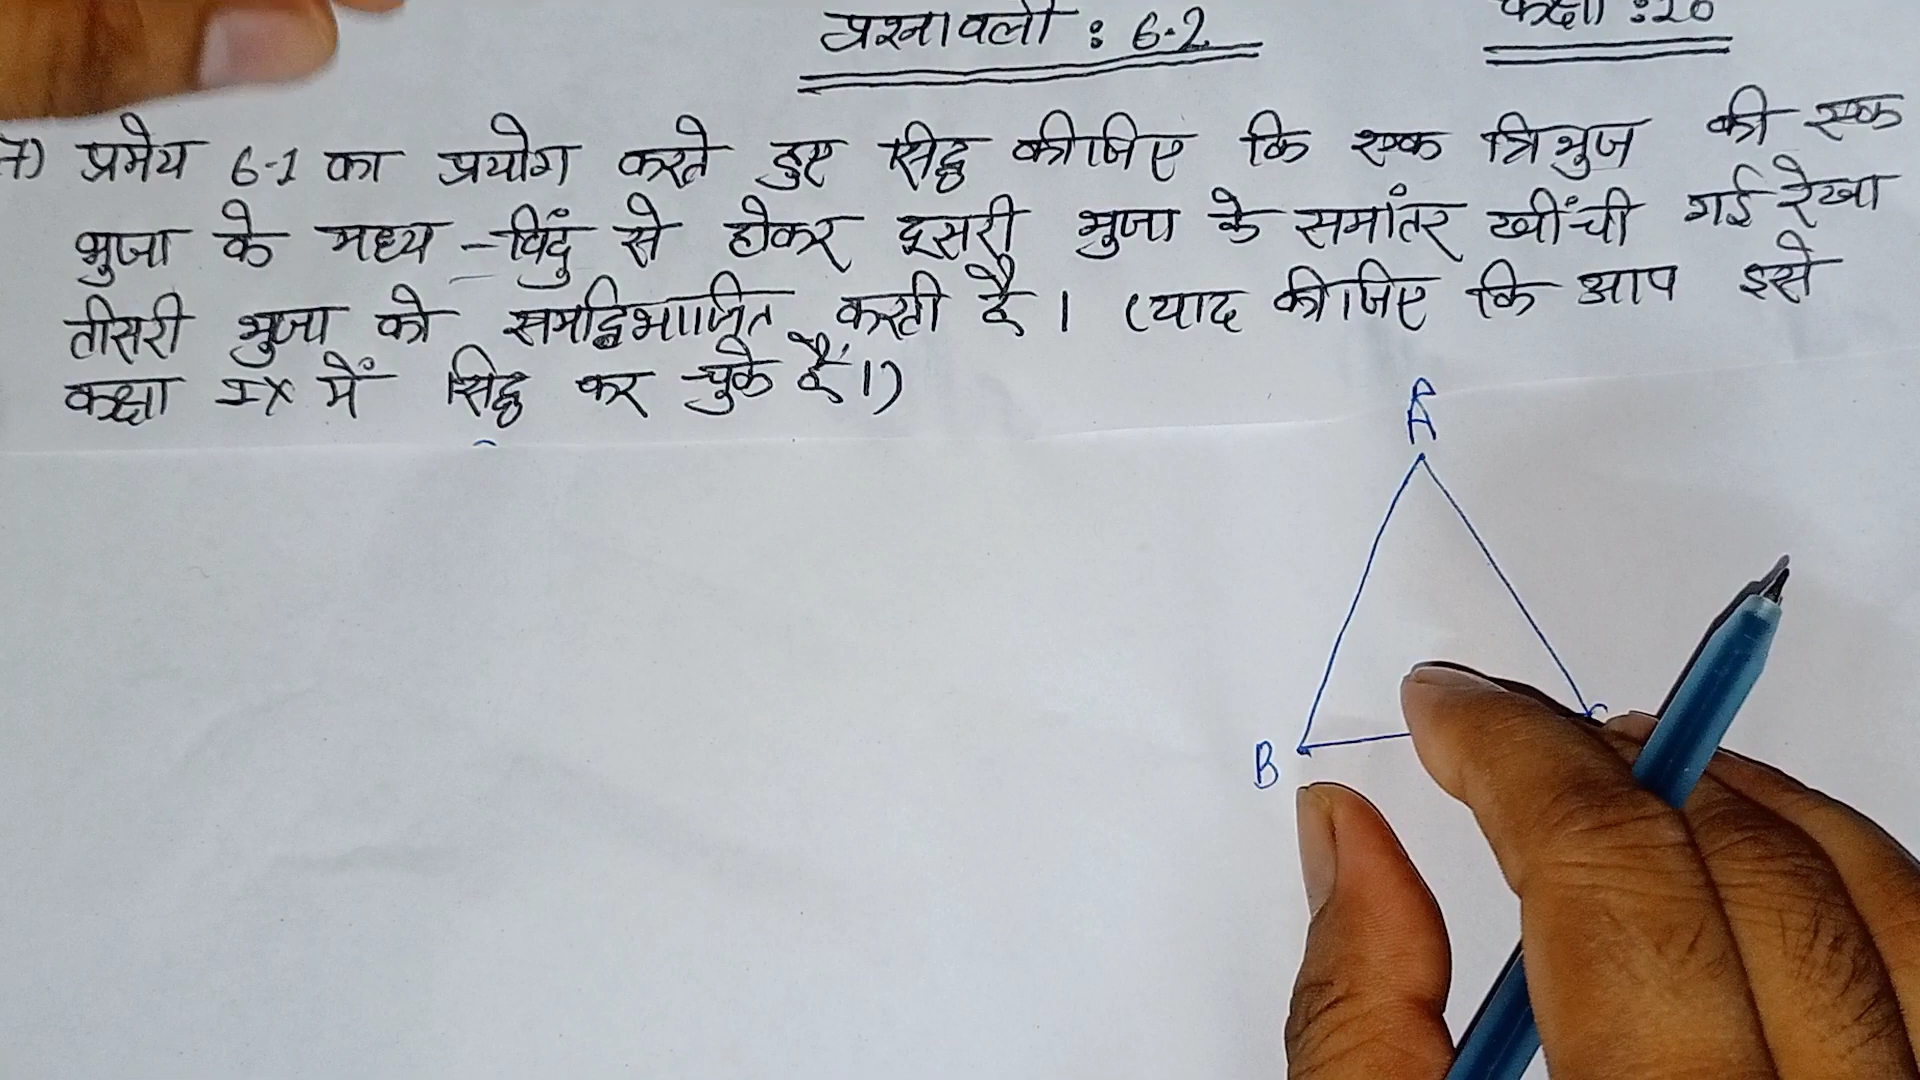 प्रश्नावली : 6.2
कक्षा : 10
7) प्रमेय 6.1 का प्रयोग करते हुए सिद्ध कीजिए कि एक त्रिभुज की एक
भुजा के मध्य-बिंदु से होकर दूसरी भुजा के समांतर खींची गई रेखा
तीसरी भुजा को समद्विभाजित करती है। (याद कीजिए कि आप इसे
कक्षा IX में सिद्ध कर चुके हैं।)
A
B